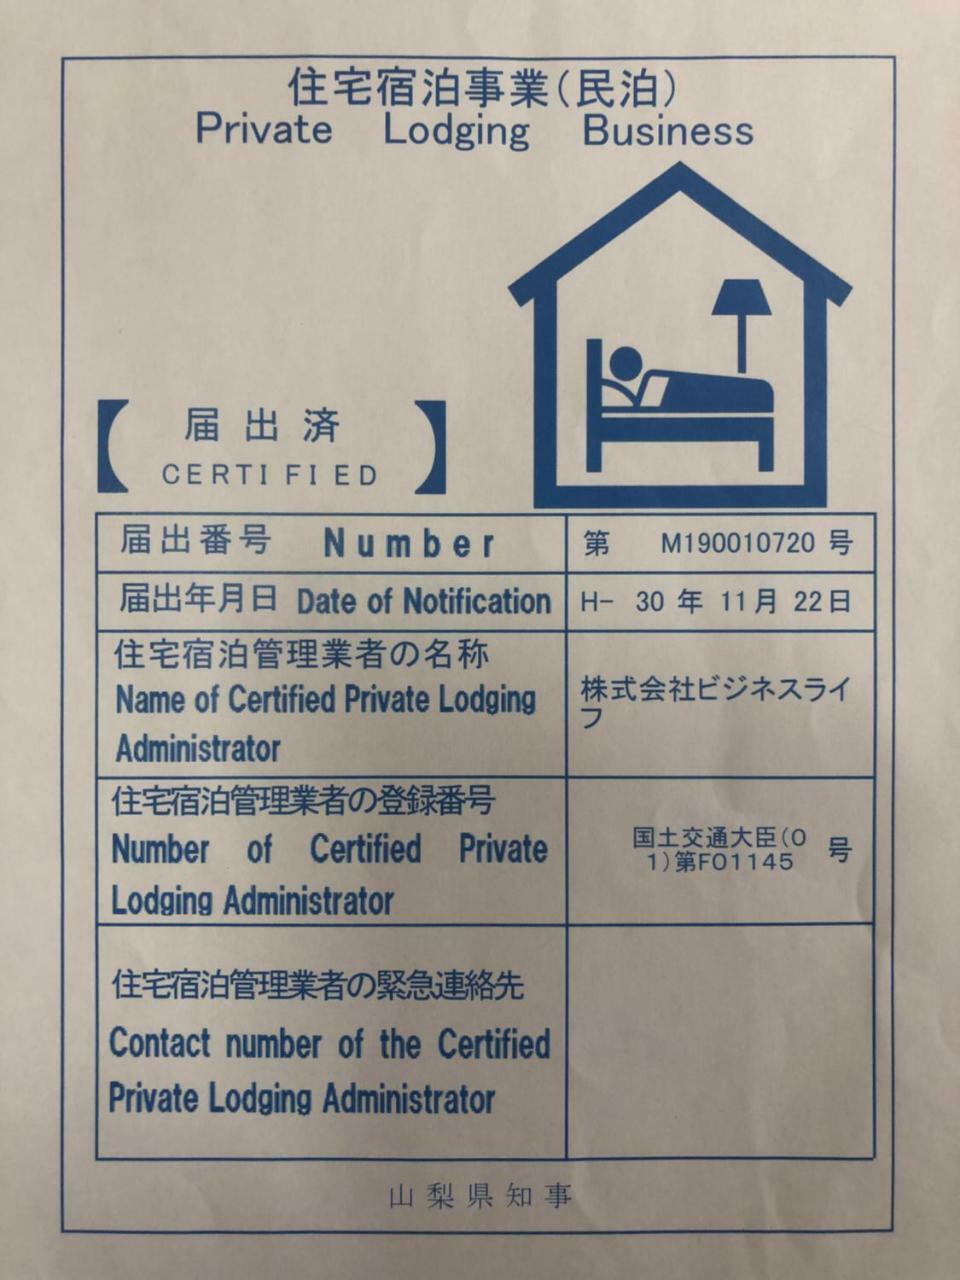 住宅宿泊事業(民泊)
Private Lodging Business
【届出済
CERTIFIED】
届出番号 Number 第 M190010720 号
届出年月日 Date of Notification H- 30 年 11月 22日
住宅宿泊管理業者の名称
Name of Certified Private Lodging
Administrator
株式会社ビジネスライ
フ
住宅宿泊管理業者の登録番号
Number of Certified Private
Lodging Administrator
国土交通大臣(0
1)第F01145 号
住宅宿泊管理業者の緊急連絡先
Contact number of the Certified
Private Lodging Administrator
山梨県知事